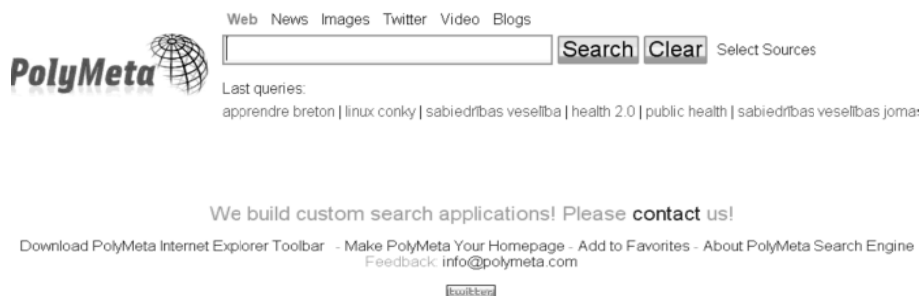 Web News Images Twitter Video Blogs
PolyMeta
Search Clear Select Sources
Last queries:
apprendre breton | linux conky | sabiedrības veselība | health 2.0 | public health | sabiedrības veselības jomas
We build custom search applications! Please contact us!
Download PolyMeta Internet Explorer Toolbar - Make PolyMeta Your Homepage - Add to Favorites - About PolyMeta Search Engine
Feedback: info@polymeta.com
twitter